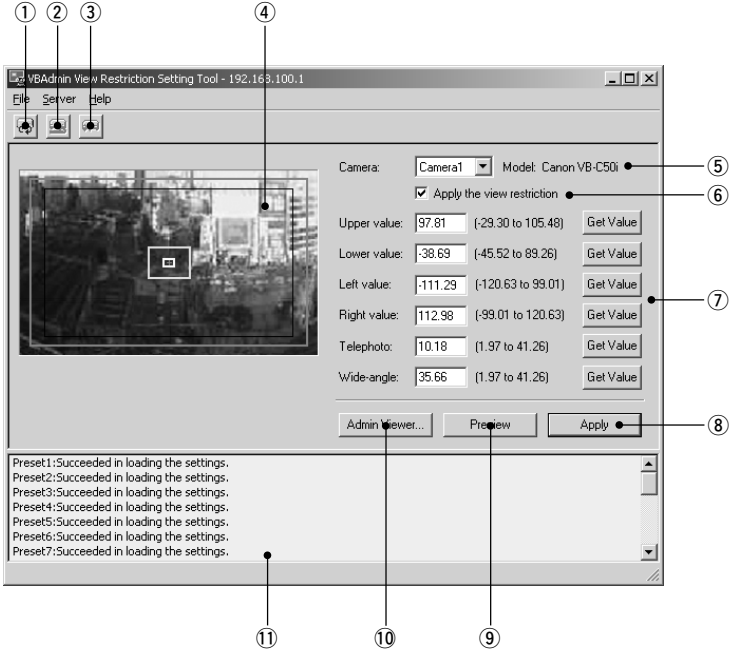 ① ② ③ ④
VBAdmin View Restriction Setting Tool - 192.168.100.1
File Server Help
Camera: Camera1 Model: Canon VB-C50i ⑤
Apply the view restriction ⑥
Upper value: 97.81 (-29.30 to 105.48) Get Value
Lower value: -38.69 (-45.52 to 89.26) Get Value
Left value: -111.29 (-120.63 to 99.01) Get Value
⑦
Right value: 112.98 (-99.01 to 120.63) Get Value
Telephoto: 10.18 (1.97 to 41.26) Get Value
Wide-angle: 35.66 (1.97 to 41.26) Get Value
Admin Viewer... Preview Apply ⑧
Preset1:Succeeded in loading the settings.
Preset2:Succeeded in loading the settings.
Preset3:Succeeded in loading the settings.
Preset4:Succeeded in loading the settings.
Preset5:Succeeded in loading the settings.
Preset6:Succeeded in loading the settings.
Preset7:Succeeded in loading the settings.
⑪ ⑩ ⑨